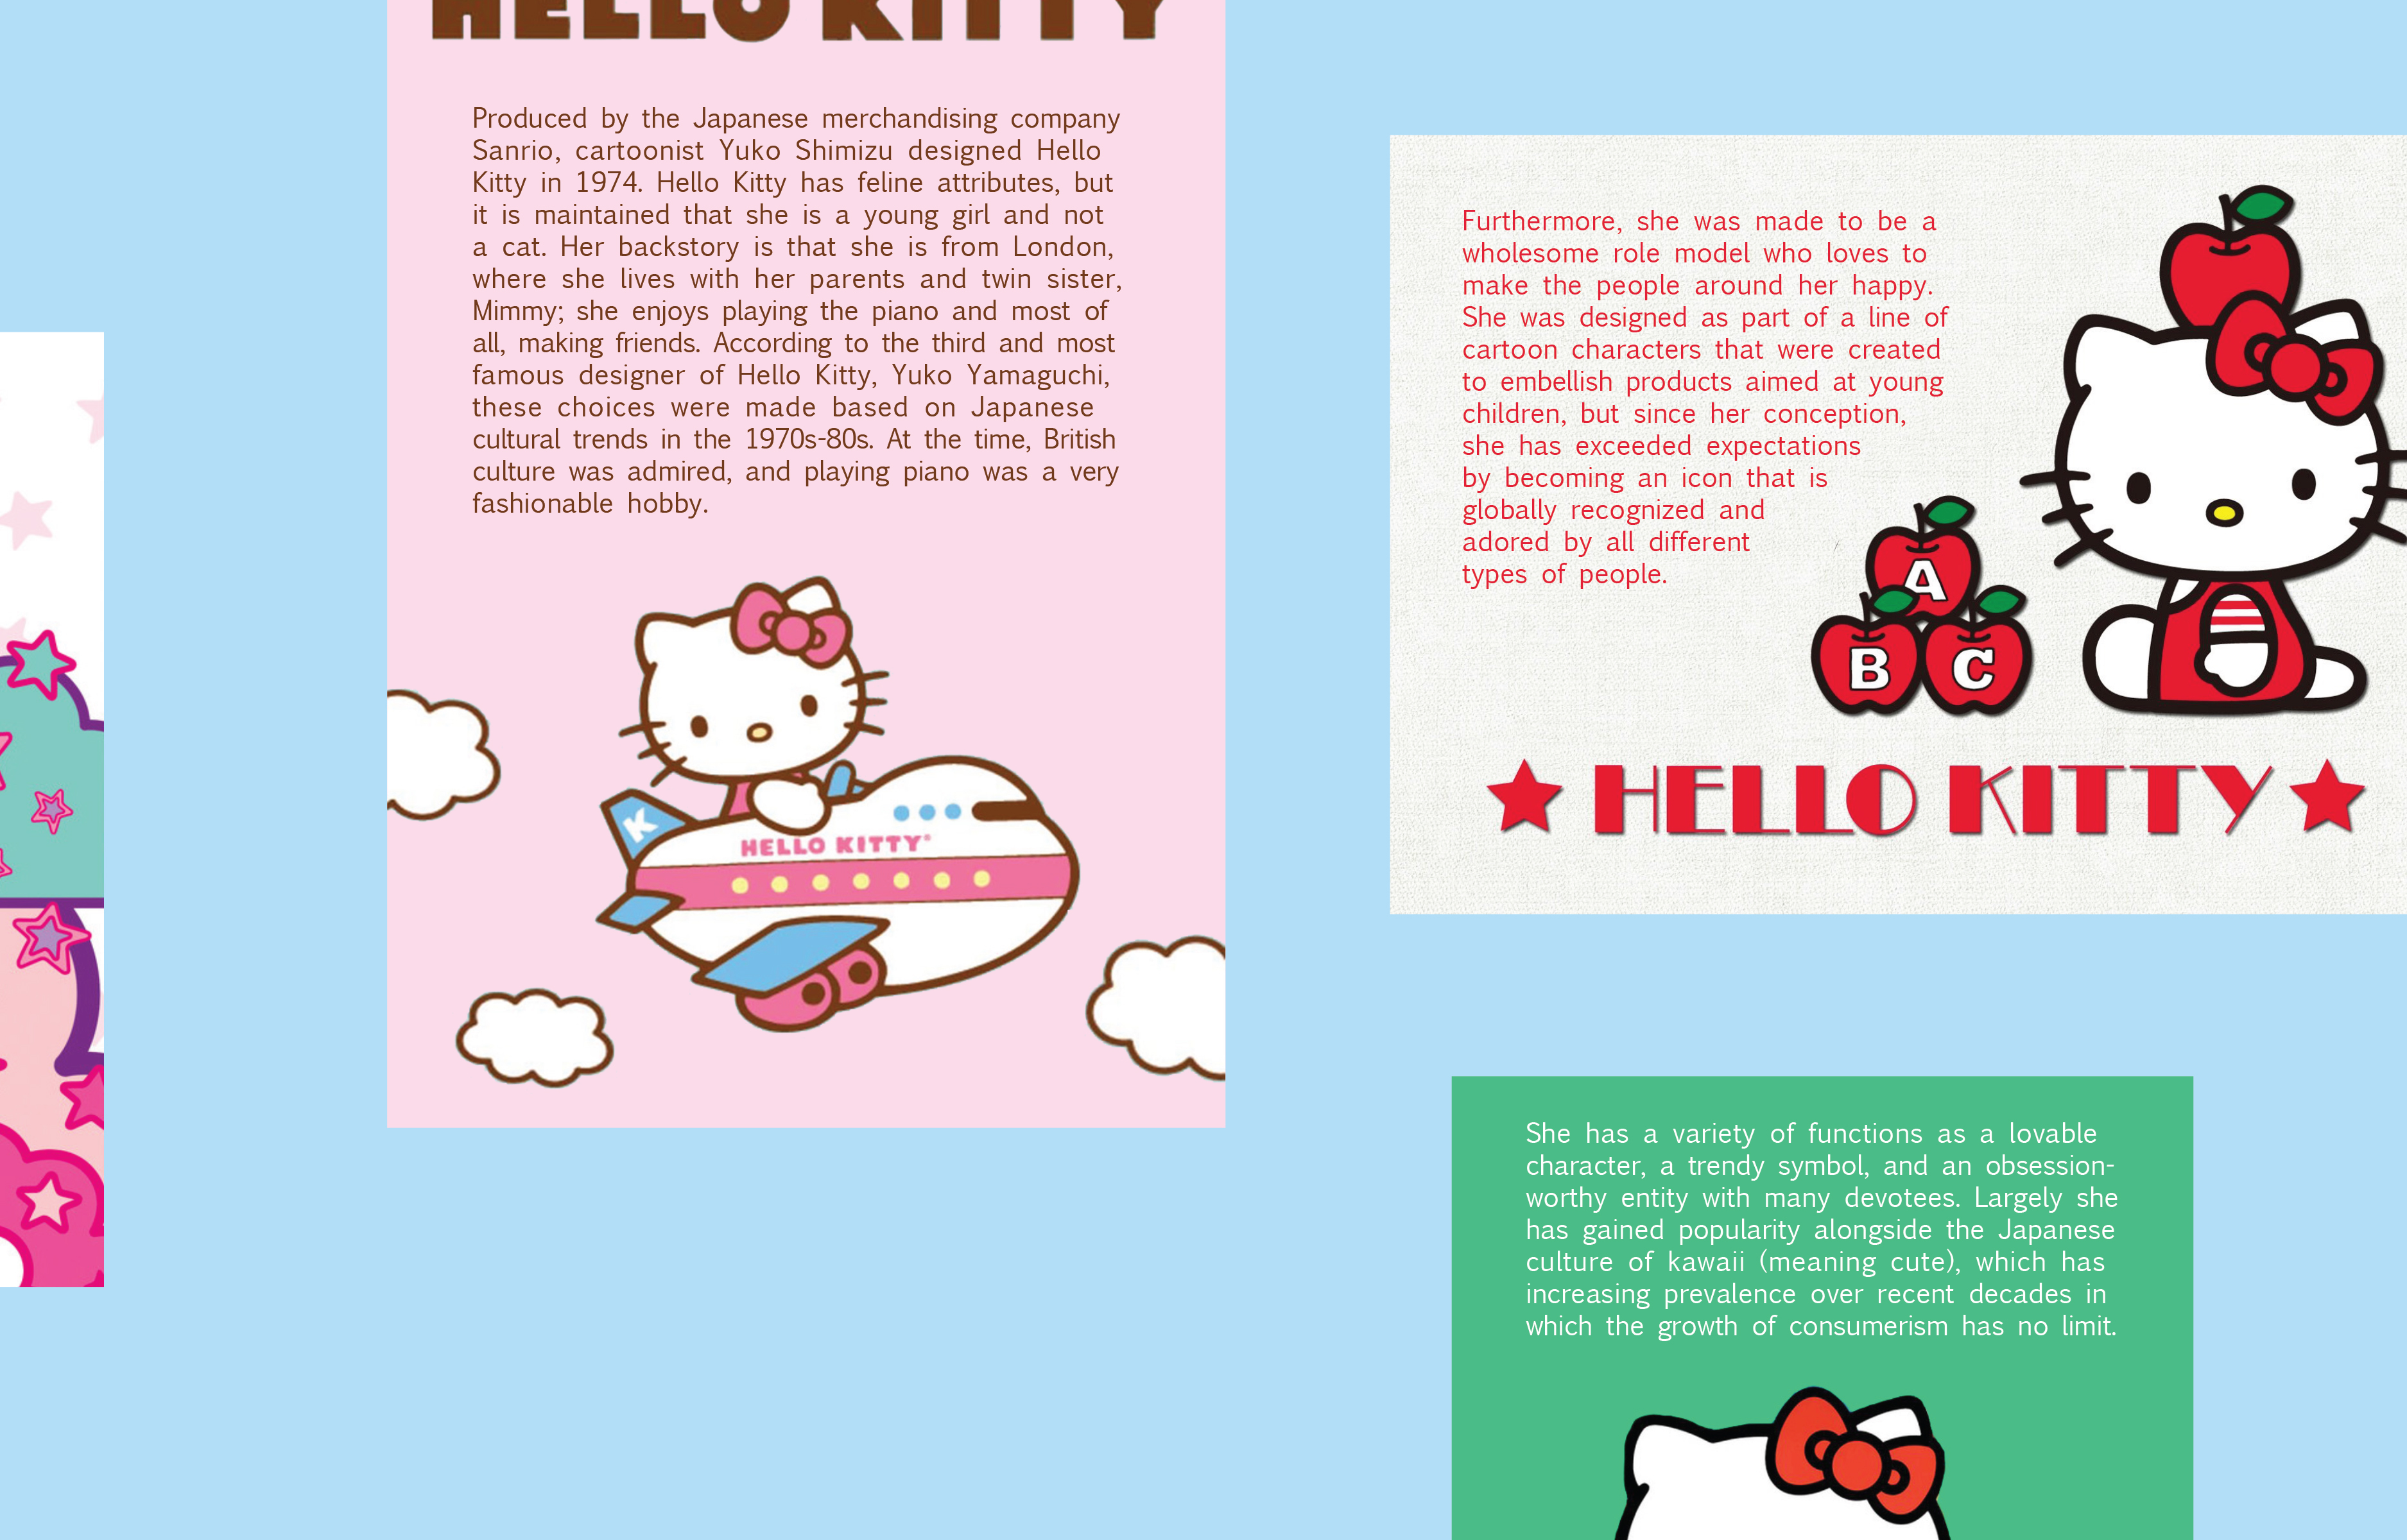 HELLO KITTY
Produced by the Japanese merchandising company
Sanrio, cartoonist Yuko Shimizu designed Hello
Kitty in 1974. Hello Kitty has feline attributes, but
it is maintained that she is a young girl and not
a cat. Her backstory is that she is from London,
where she lives with her parents and twin sister,
Mimmy; she enjoys playing the piano and most of
all, making friends. According to the third and most
famous designer of Hello Kitty, Yuko Yamaguchi,
these choices were made based on Japanese
cultural trends in the 1970s-80s. At the time, British
culture was admired, and playing piano was a very
fashionable hobby.
K
HELLO KITTY®
Furthermore, she was made to be a
wholesome role model who loves to
make the people around her happy.
She was designed as part of a line of
cartoon characters that were created
to embellish products aimed at young
children, but since her conception,
she has exceeded expectations
by becoming an icon that is
globally recognized and
adored by all different
types of people.
A
B C
HELLO KITTY
She has a variety of functions as a lovable
character, a trendy symbol, and an obsession-
worthy entity with many devotees. Largely she
has gained popularity alongside the Japanese
culture of kawaii (meaning cute), which has
increasing prevalence over recent decades in
which the growth of consumerism has no limit.